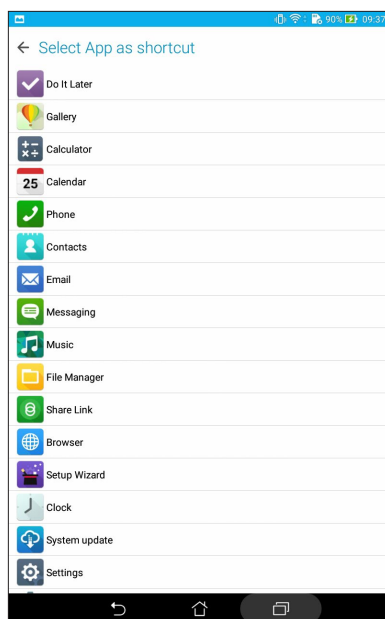 90% 09:37
Select App as shortcut
Do It Later
Gallery
Calculator
25 Calendar
Phone
Contacts
Email
Messaging
Music
File Manager
Share Link
Browser
Setup Wizard
Clock
System update
Settings